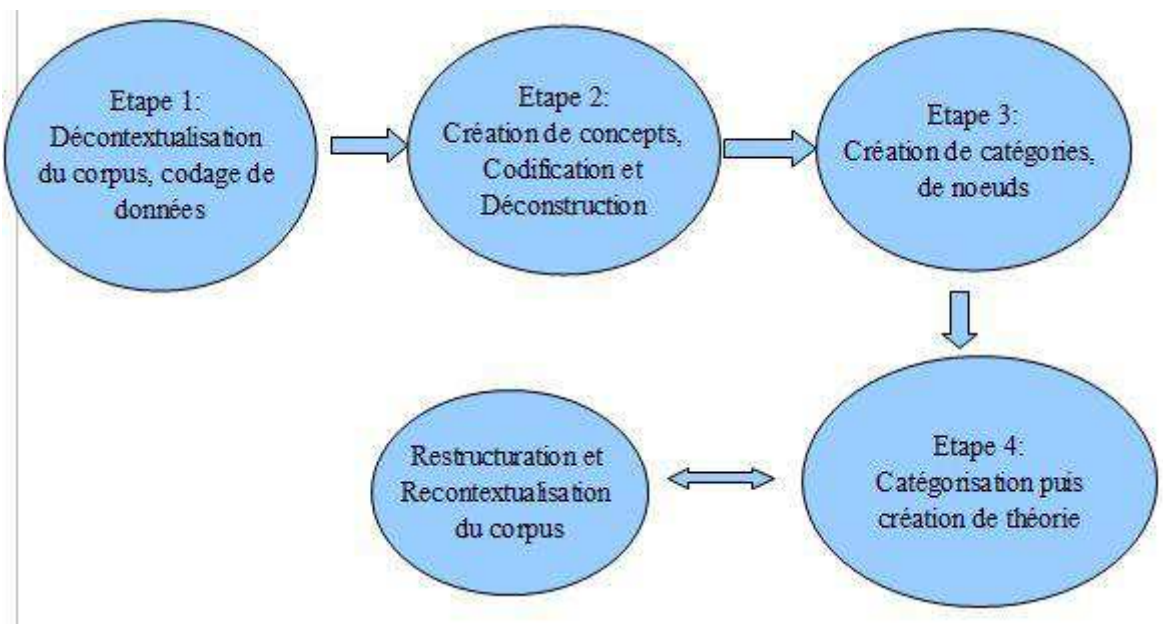 Etape 1:
Décontextualisation
du corpus, codage de
données
Etape 2:
Création de concepts,
Codification et
Déconstruction
Etape 3:
Création de catégories,
de noeuds
Etape 4:
Catégorisation puis
création de théorie
Restructuration et
Recontextualisation
du corpus